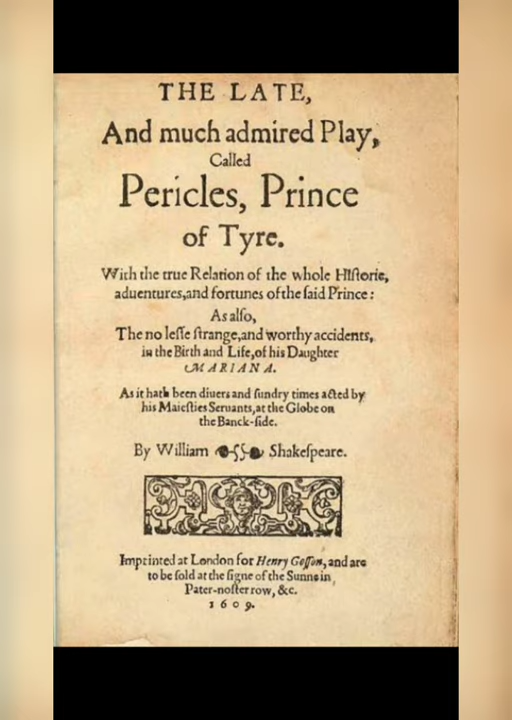 THE LATE,
And much admired Play,
Called
Pericles, Prince
of Tyre.
With the true Relation of the whole Hiſtorie,
aduentures,and fortunes of the ſaid Prince:
As alſo,
The no leſſe ſtrange,and worthy accidents,
in the Birth and Life,of his Daughter
MARIANA.
As it hath been diuers and ſundry times acted by
his Maieſties Seruants,at the Globe on
the Banck-ſide.
By William Shakeſpeare.
Imprinted at London for Henry Goſſon,and are
to be ſold at the ſigne of the Sunne in
Pater-noſter row, &c.
1609.